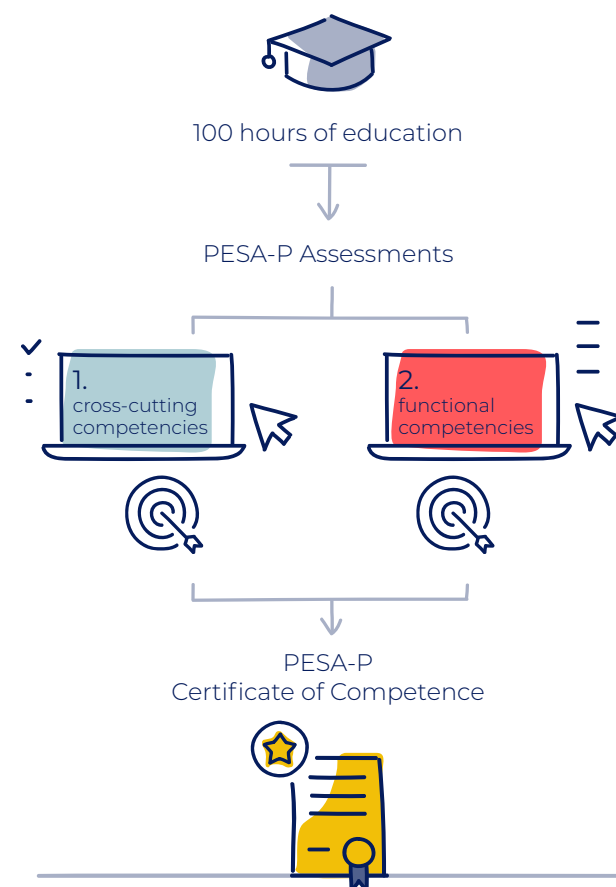 100 hours of education
PESA-P Assessments
1.
cross-cutting
competencies
2.
functional
competencies
PESA-P
Certificate of Competence